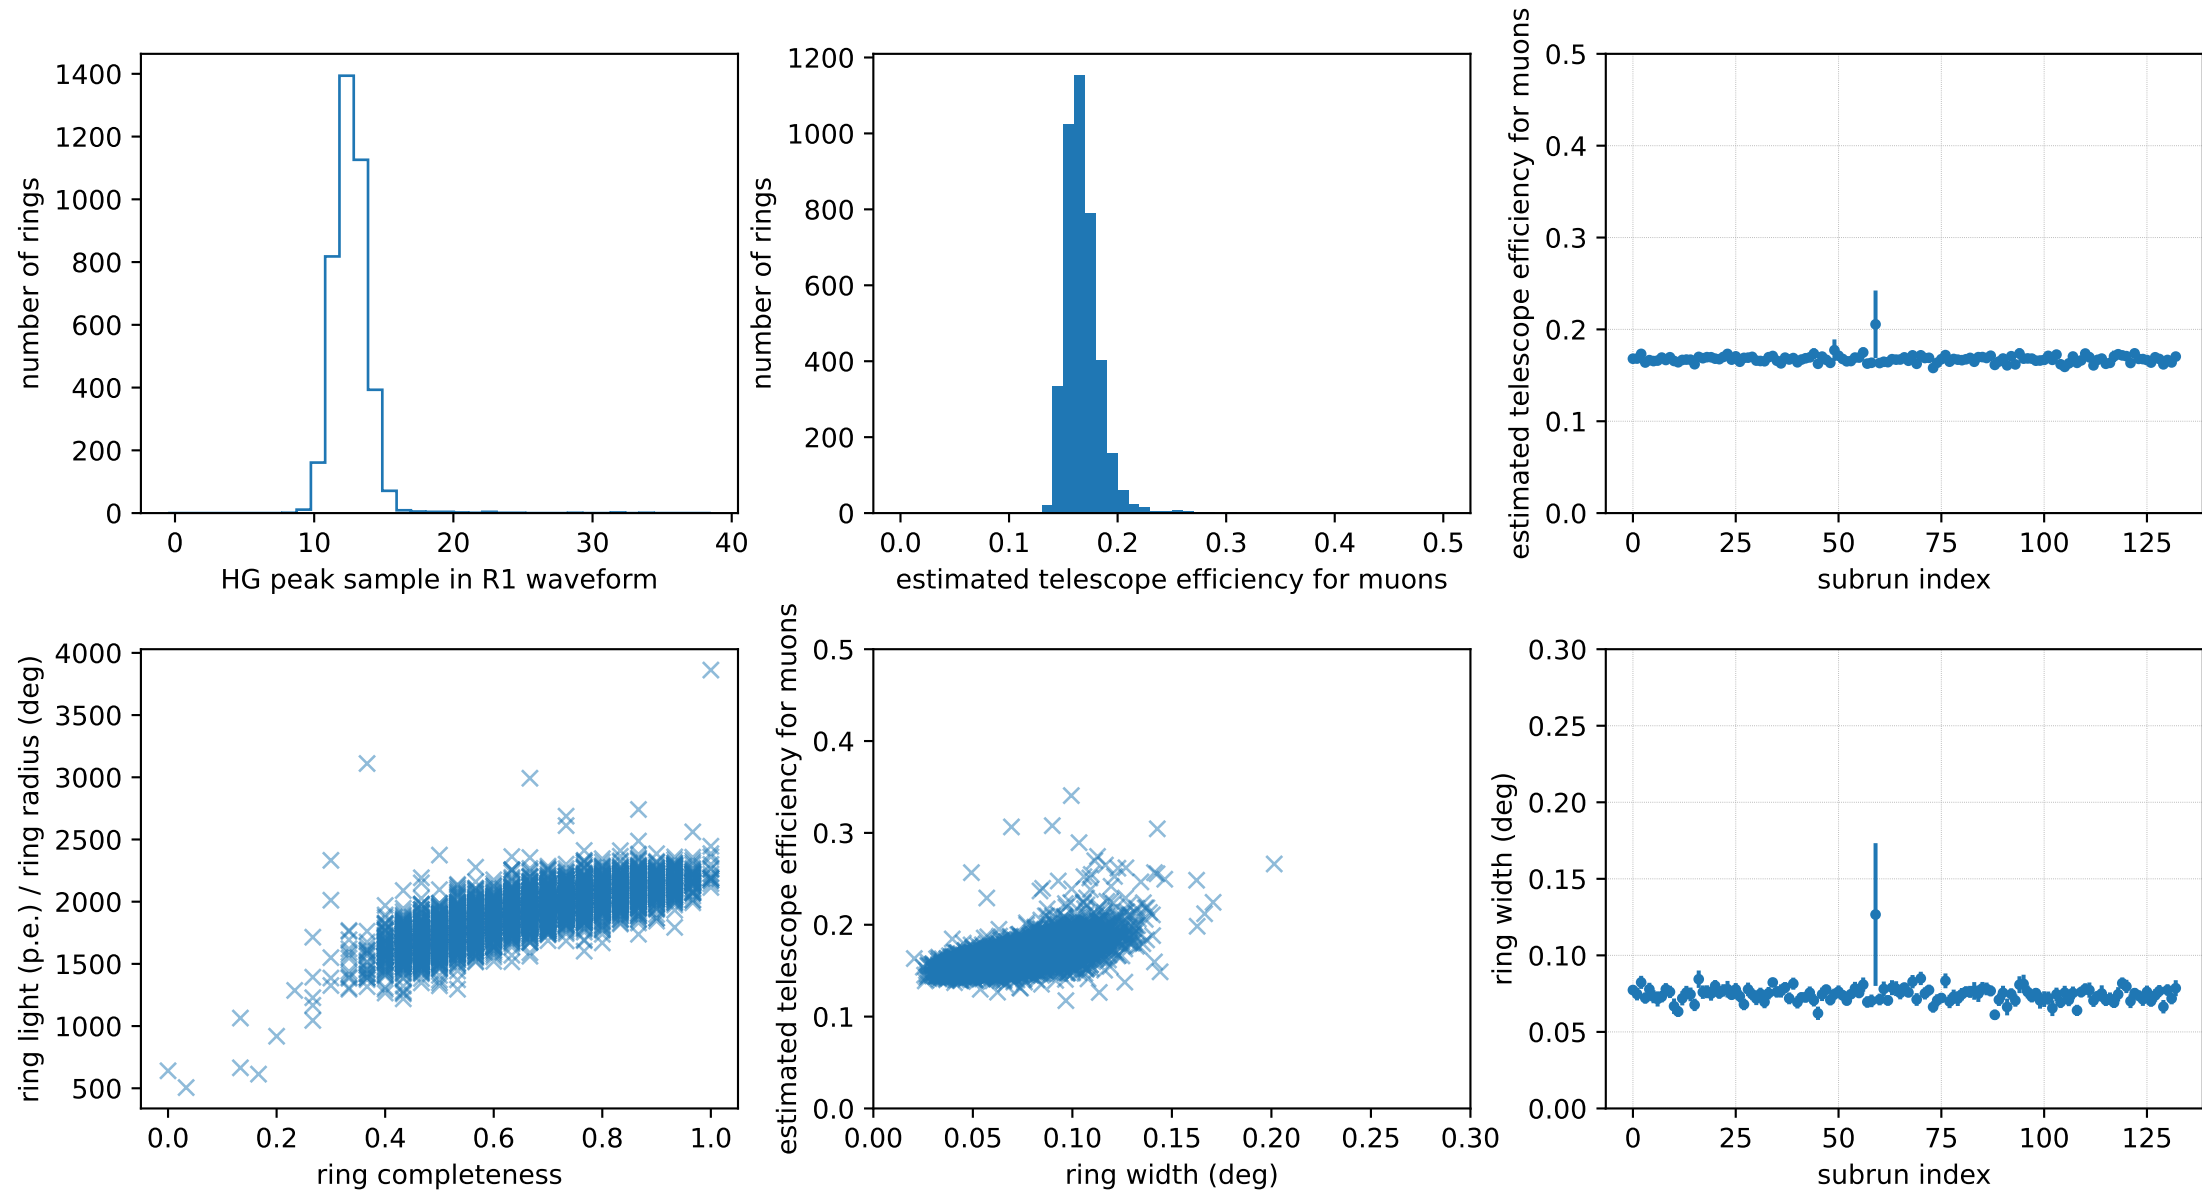 1400
1200
1000
800
600
400
200
0
number of rings
0 10 20 30 40
HG peak sample in R1 waveform
1200
1000
800
600
400
200
0
number of rings
0.0 0.1 0.2 0.3 0.4 0.5
estimated telescope efficiency for muons
0.5
0.4
0.3
0.2
0.1
0.0
estimated telescope efficiency for muons
0 25 50 75 100 125
subrun index
4000
3500
3000
2500
2000
1500
1000
500
ring light (p.e.) / ring radius (deg)
0.0 0.2 0.4 0.6 0.8 1.0
ring completeness
0.5
0.4
0.3
0.2
0.1
0.0
estimated telescope efficiency for muons
0.00 0.05 0.10 0.15 0.20 0.25 0.30
ring width (deg)
0.30
0.25
0.20
0.15
0.10
0.05
0.00
ring width (deg)
0 25 50 75 100 125
subrun index